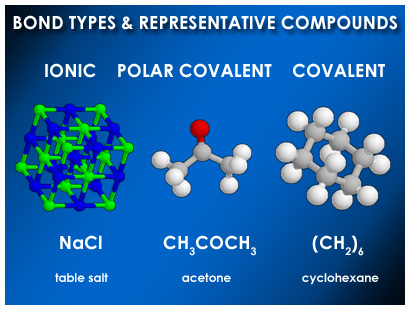 BOND TYPES & REPRESENTATIVE COMPOUNDS
IONIC POLAR COVALENT COVALENT
NaCl CH₃COCH₃ (CH₂)₆
table salt acetone cyclohexane